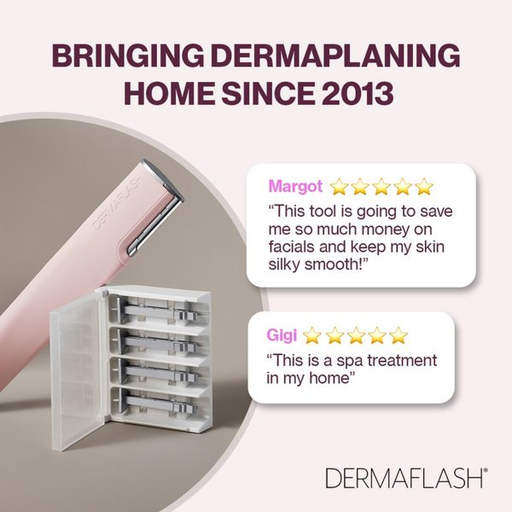 BRINGING DERMAPLANING
HOME SINCE 2013
DERMAFLASH
Margot
“This tool is going to save
me so much money on
facials and keep my skin
silky smooth!”
Gigi
“This is a spa treatment
in my home”
DERMAFLASH®